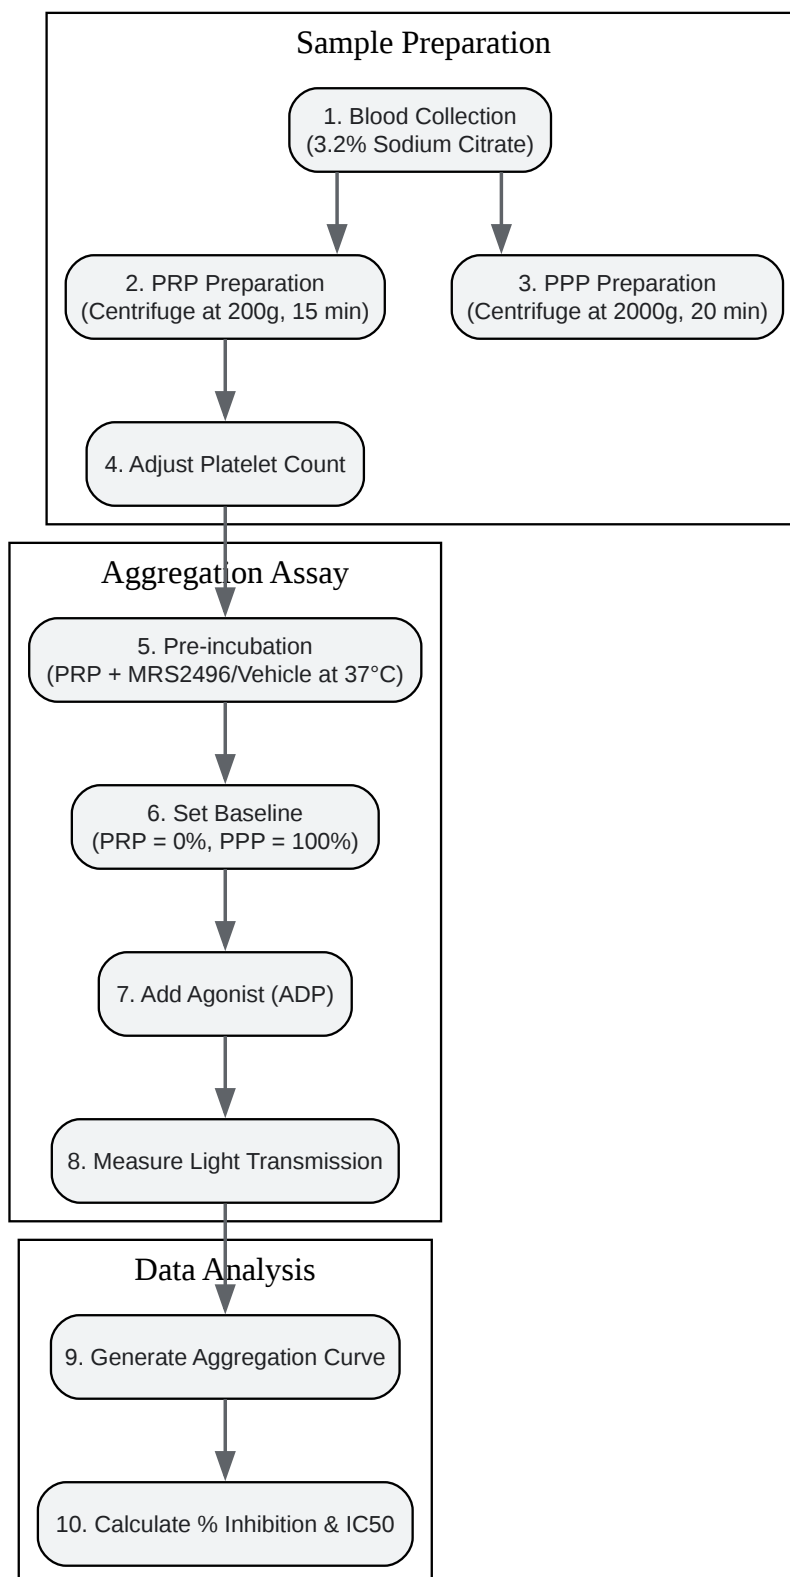 Sample Preparation
1. Blood Collection
(3.2% Sodium Citrate)
2. PRP Preparation
(Centrifuge at 200g, 15 min)
3. PPP Preparation
(Centrifuge at 2000g, 20 min)
4. Adjust Platelet Count
Aggregation Assay
5. Pre-incubation
(PRP + MRS2496/Vehicle at 37°C)
6. Set Baseline
(PRP = 0%, PPP = 100%)
7. Add Agonist (ADP)
8. Measure Light Transmission
Data Analysis
9. Generate Aggregation Curve
10. Calculate % Inhibition & IC50